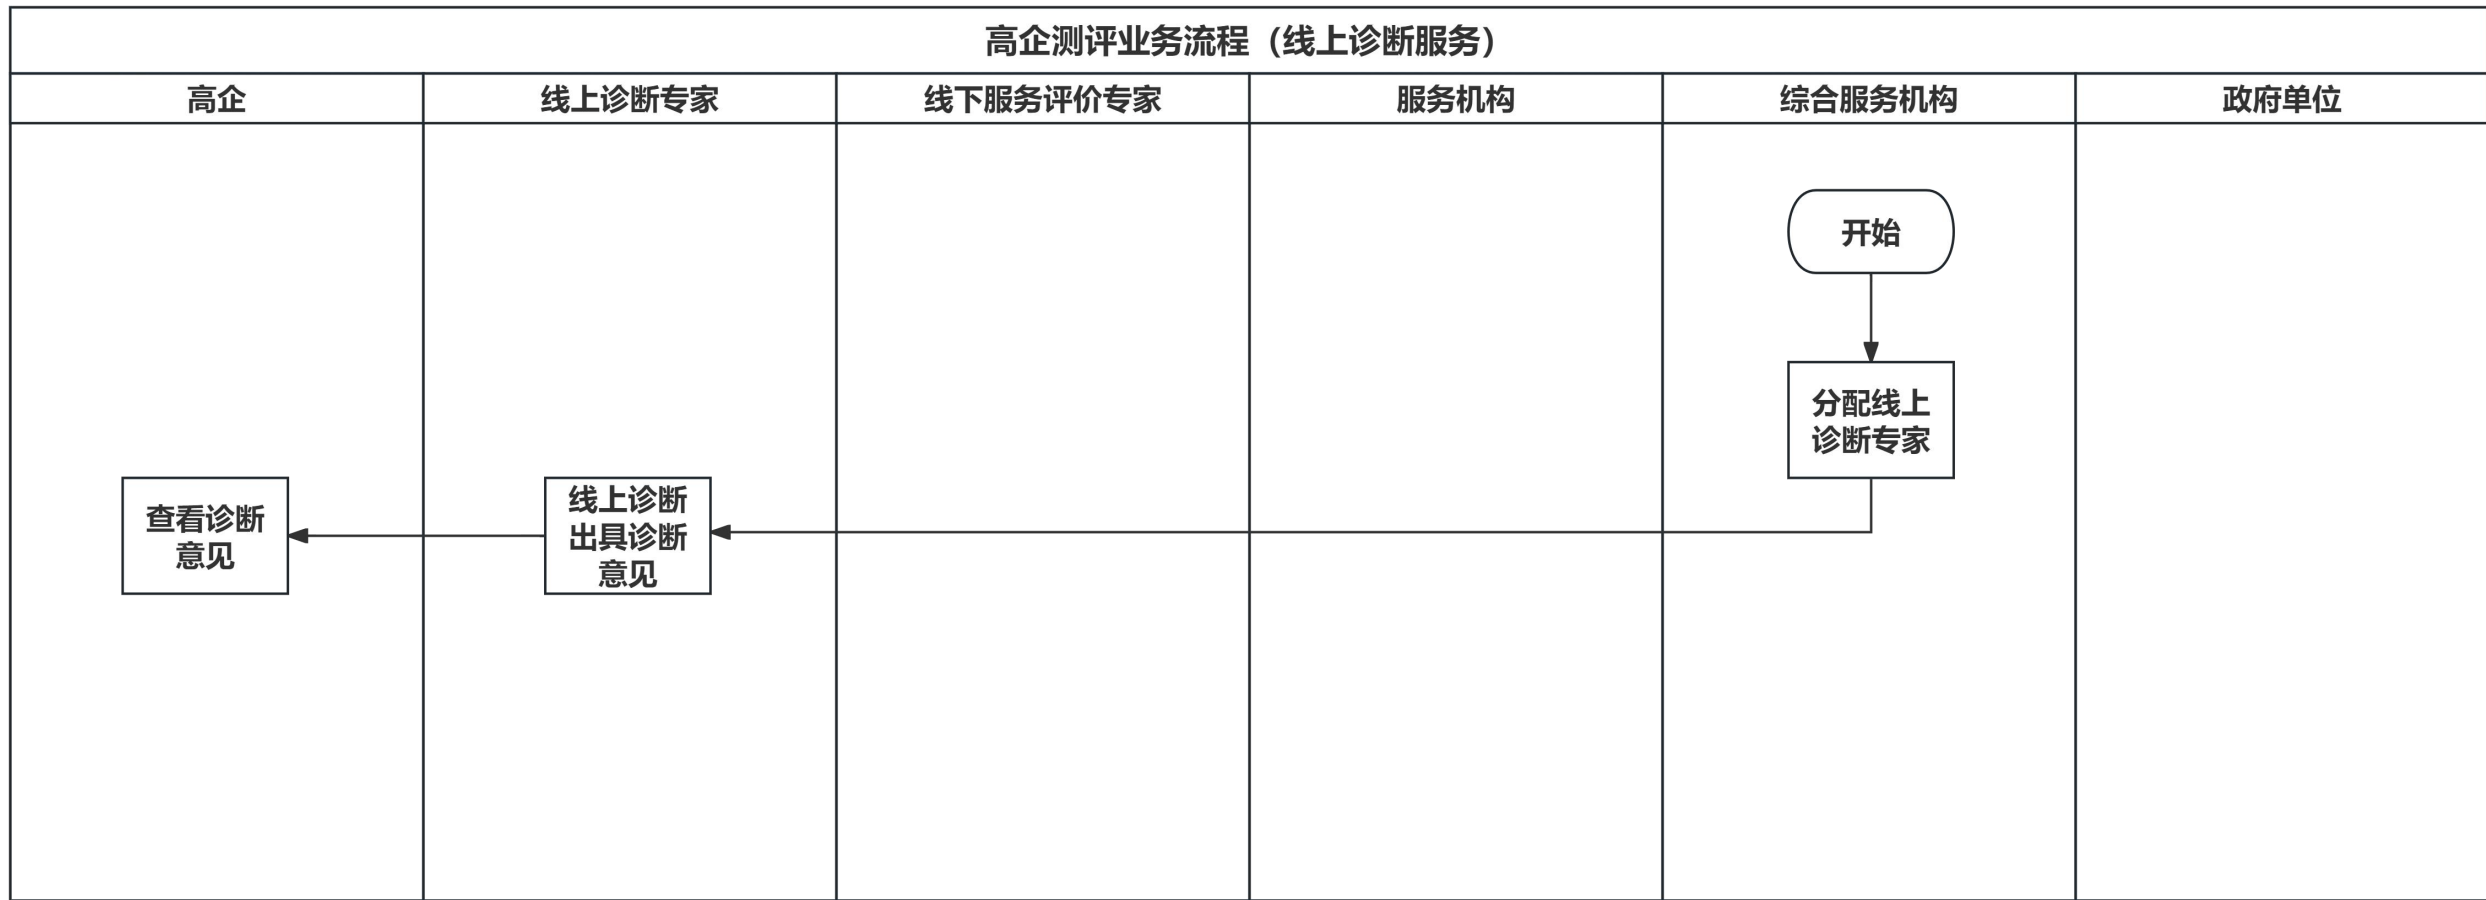 高企测评业务流程（线上诊断服务）
高企
线上诊断专家
线下服务评价专家
服务机构
综合服务机构
政府单位
开始
分配线上
诊断专家
线上诊断
出具诊断
意见
查看诊断
意见